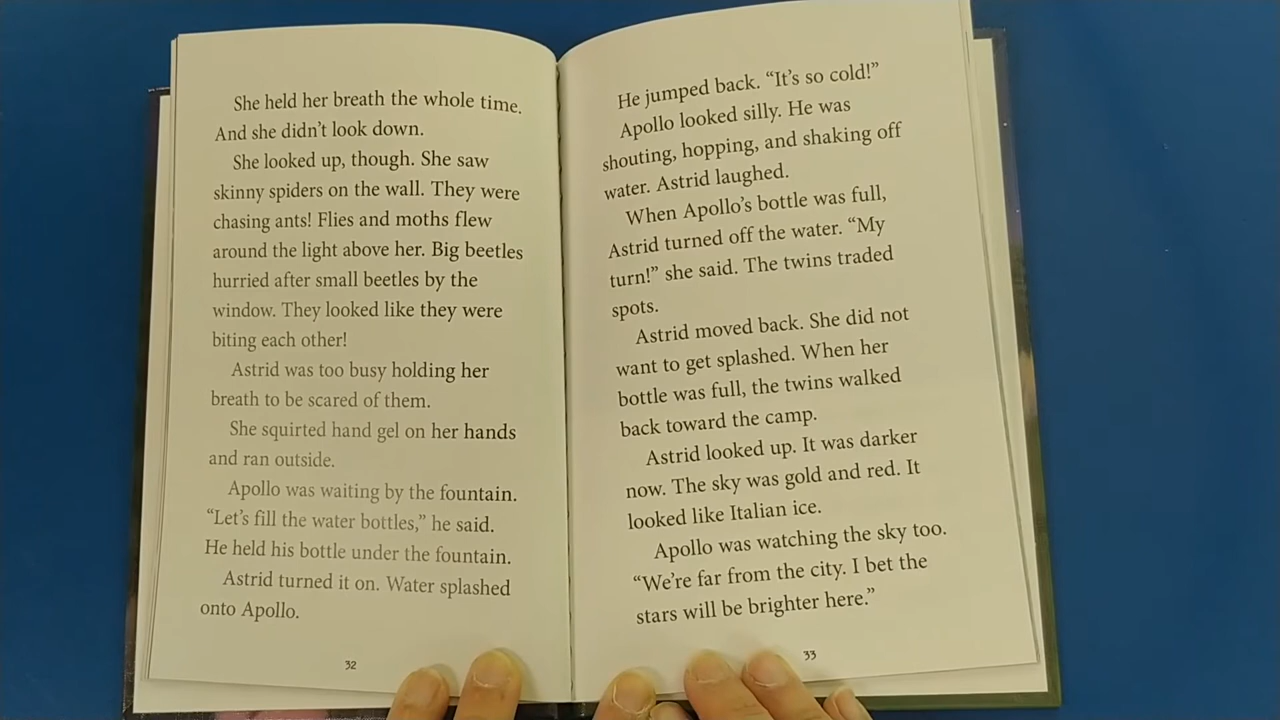 She held her breath the whole time.
And she didn’t look down.
She looked up, though. She saw
skinny spiders on the wall. They were
chasing ants! Flies and moths flew
around the light above her. Big beetles
hurried after small beetles by the
window. They looked like they were
biting each other!
Astrid was too busy holding her
breath to be scared of them.
She squirted hand gel on her hands
and ran outside.
Apollo was waiting by the fountain.
“Let’s fill the water bottles,” he said.
He held his bottle under the fountain.
Astrid turned it on. Water splashed
onto Apollo.
32
He jumped back. “It’s so cold!”
Apollo looked silly. He was
shouting, hopping, and shaking off
water. Astrid laughed.
When Apollo’s bottle was full,
Astrid turned off the water. “My
turn!” she said. The twins traded
spots.
Astrid moved back. She did not
want to get splashed. When her
bottle was full, the twins walked
back toward the camp.
Astrid looked up. It was darker
now. The sky was gold and red. It
looked like Italian ice.
Apollo was watching the sky too.
“We’re far from the city. I bet the
stars will be brighter here.”
33